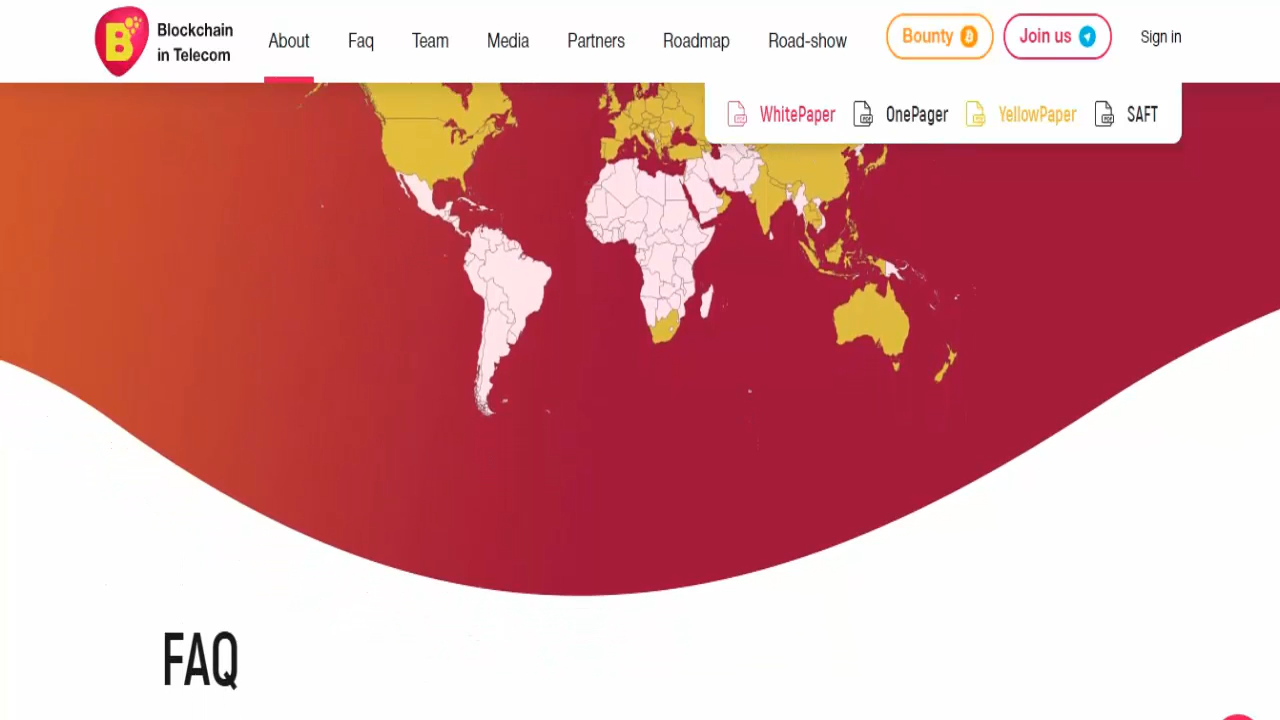 Blockchain
in Telecom
About Faq Team Media Partners Roadmap Road-show Bounty Join us Sign in
WhitePaper OnePager YellowPaper SAFT
FAQ